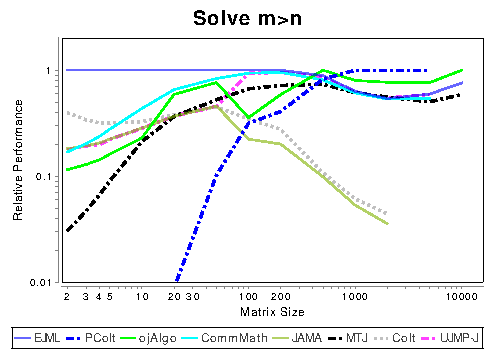 Solve m>n
Relative Performance
1
0.1
0.01
2 3 4 5 10 20 30 100 200 1000 10000
Matrix Size
EJML PColt ojAlgo CommMath JAMA MTJ Colt UJMP-J